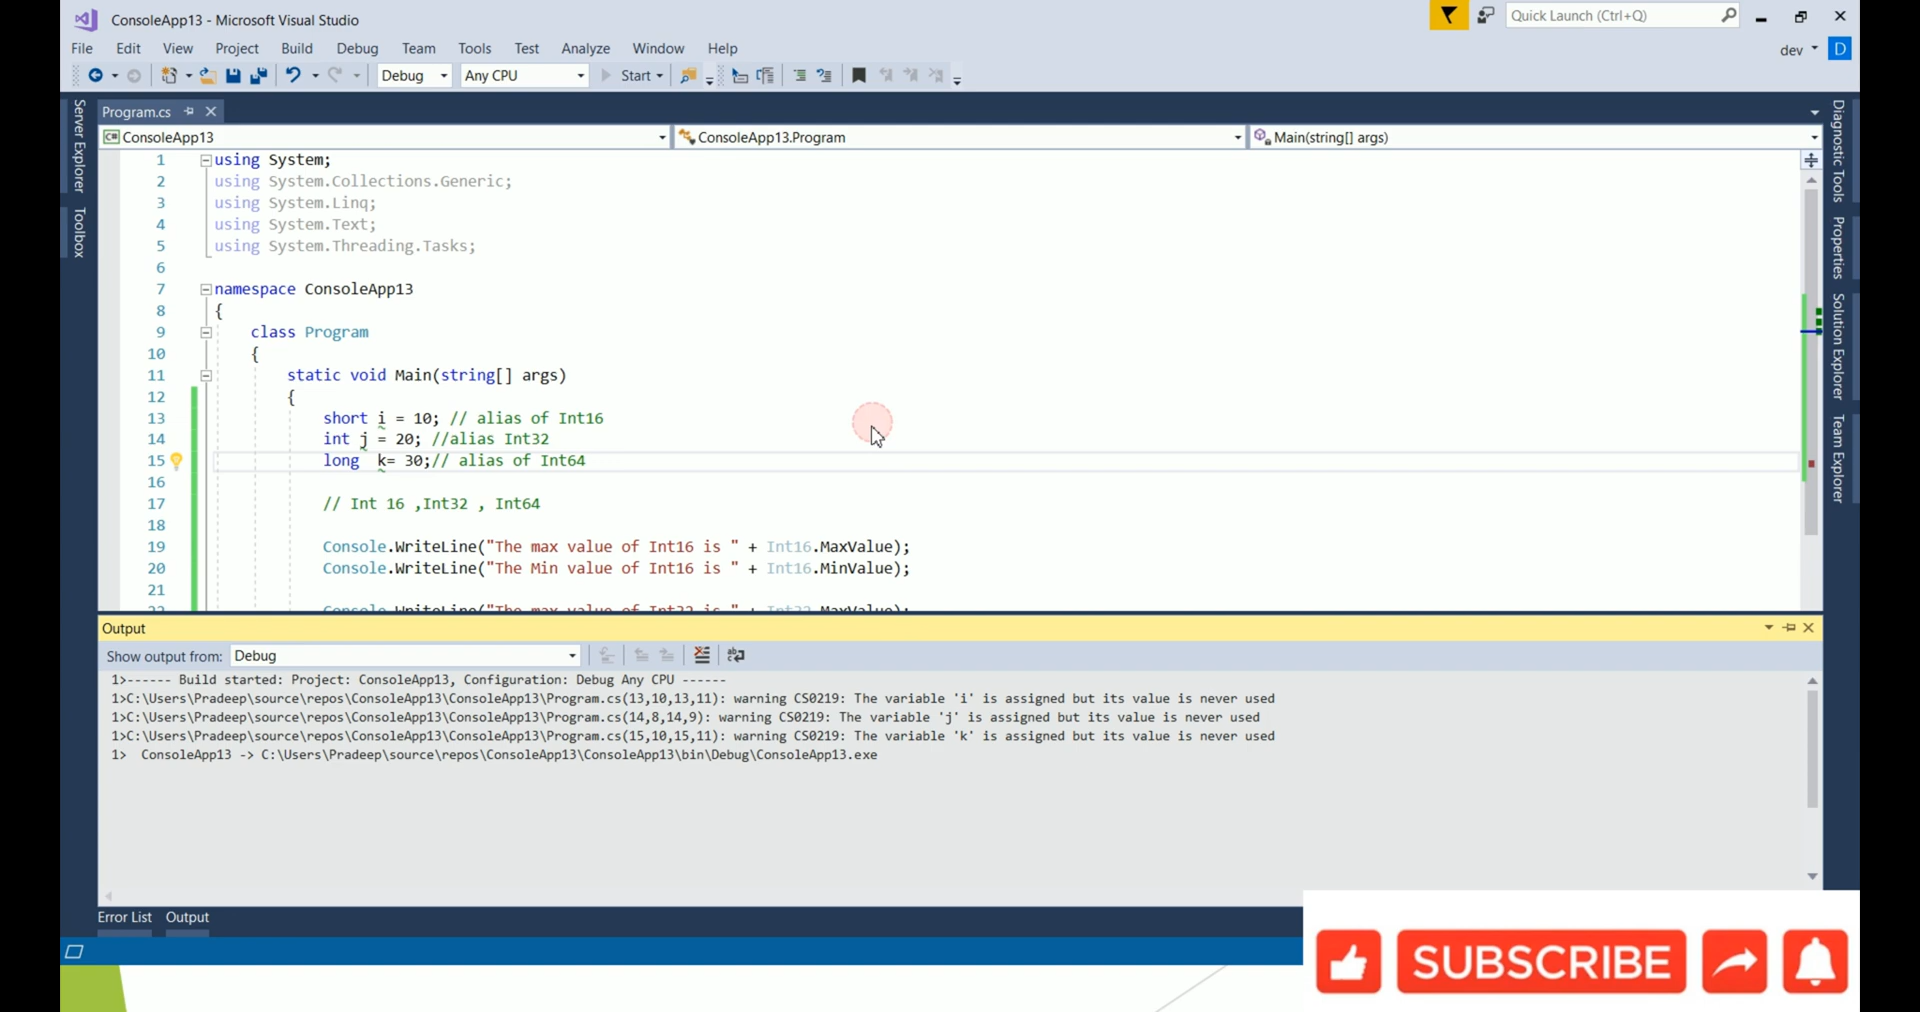 ConsoleApp13 - Microsoft Visual Studio
Quick Launch (Ctrl+Q)
File Edit View Project Build Debug Team Tools Test Analyze Window Help
dev D
Debug Any CPU Start
Server Explorer
Toolbox
Program.cs
ConsoleApp13 ConsoleApp13.Program Main(string[] args)
1 using System;
2 using System.Collections.Generic;
3 using System.Linq;
4 using System.Text;
5 using System.Threading.Tasks;
6
7 namespace ConsoleApp13
8 {
9 class Program
10 {
11 static void Main(string[] args)
12 {
13 short i = 10; // alias of Int16
14 int j = 20; //alias Int32
15 long  k= 30;// alias of Int64
16
17 // Int 16 ,Int32 , Int64
18
19 Console.WriteLine("The max value of Int16 is " + Int16.MaxValue);
20 Console.WriteLine("The Min value of Int16 is " + Int16.MinValue);
21
22 Console.WriteLine("The max value of Int32 is " + Int32.MaxValue);
Diagnostic Tools
Properties
Solution Explorer
Team Explorer
Output
Show output from: Debug
1>------ Build started: Project: ConsoleApp13, Configuration: Debug Any CPU ------
1>C:\Users\Pradeep\source\repos\ConsoleApp13\ConsoleApp13\Program.cs(13,10,13,11): warning CS0219: The variable 'i' is assigned but its value is never used
1>C:\Users\Pradeep\source\repos\ConsoleApp13\ConsoleApp13\Program.cs(14,8,14,9): warning CS0219: The variable 'j' is assigned but its value is never used
1>C:\Users\Pradeep\source\repos\ConsoleApp13\ConsoleApp13\Program.cs(15,10,15,11): warning CS0219: The variable 'k' is assigned but its value is never used
1>  ConsoleApp13 -> C:\Users\Pradeep\source\repos\ConsoleApp13\ConsoleApp13\bin\Debug\ConsoleApp13.exe
Error List Output
SUBSCRIBE